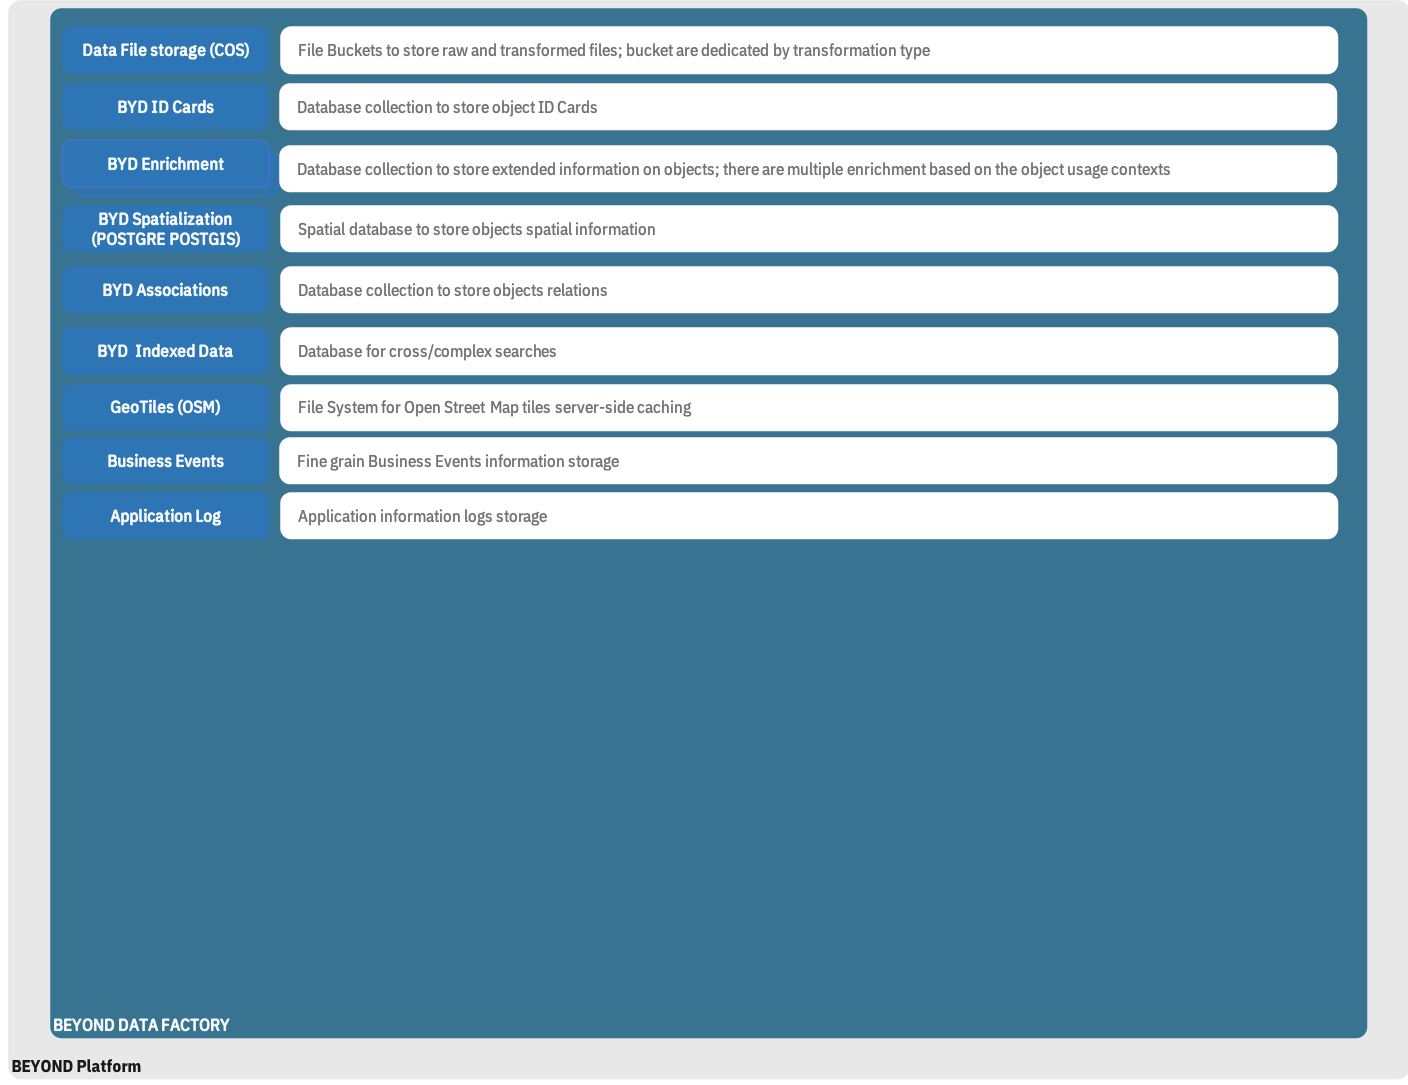 Data File storage (COS)
File Buckets to store raw and transformed files; bucket are dedicated by transformation type
BYD ID Cards
Database collection to store object ID Cards
BYD Enrichment
Database collection to store extended information on objects; there are multiple enrichment based on the object usage contexts
BYD Spatialization
(POSTGRE POSTGIS)
Spatial database to store objects spatial information
BYD Associations
Database collection to store objects relations
BYD  Indexed Data
Database for cross/complex searches
GeoTiles (OSM)
File System for Open Street Map tiles server-side caching
Business Events
Fine grain Business Events information storage
Application Log
Application information logs storage
BEYOND DATA FACTORY
BEYOND Platform